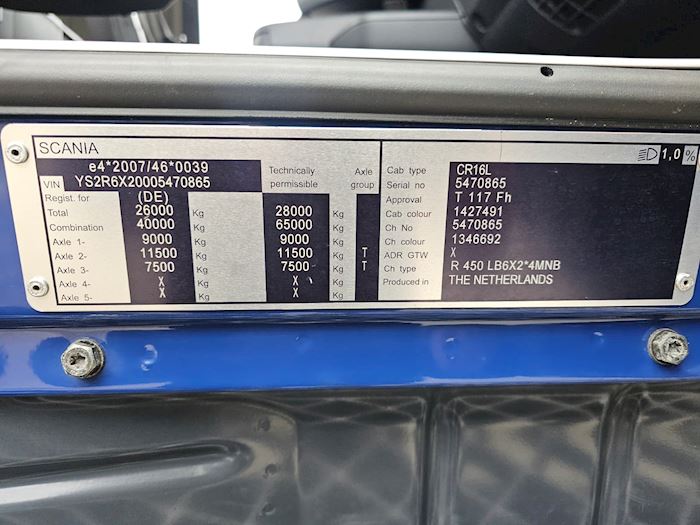 SCANIA
e4*2007/46*0039
VIN YS2R6X20005470865
Technically permissible
Axle group
Regist. for (DE)
Total 26000 Kg 28000 Kg
Combination 40000 Kg 65000 Kg
Axle 1- 9000 Kg 9000 Kg
Axle 2- 11500 Kg 11500 Kg T
Axle 3- 7500 Kg 7500 Kg T
Axle 4- X Kg X Kg
Axle 5- X Kg X Kg
1,0 %
Cab type CR16L
Serial no 5470865
Approval T 117 Fh
Cab colour 1427491
Ch No 5470865
Ch colour 1346692
ADR GTW X
Ch type R 450 LB6X2*4MNB
Produced in THE NETHERLANDS